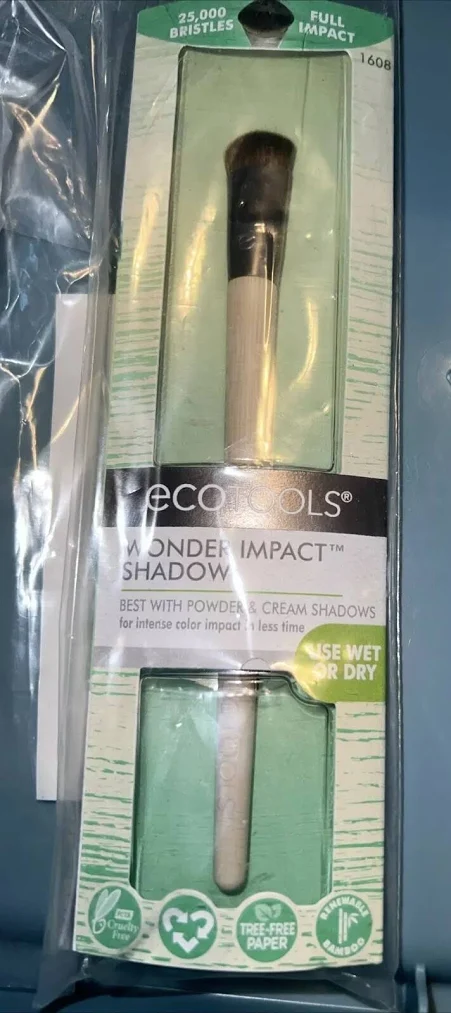 25,000
BRISTLES
FULL
IMPACT
1608
ecoTOOLS®
WONDER IMPACT™
SHADOW
BEST WITH POWDER & CREAM SHADOWS
for intense color impact in less time
USE WET
OR DRY
PETA
Cruelty
Free
TREE-FREE
PAPER
RENEWABLE
BAMBOO